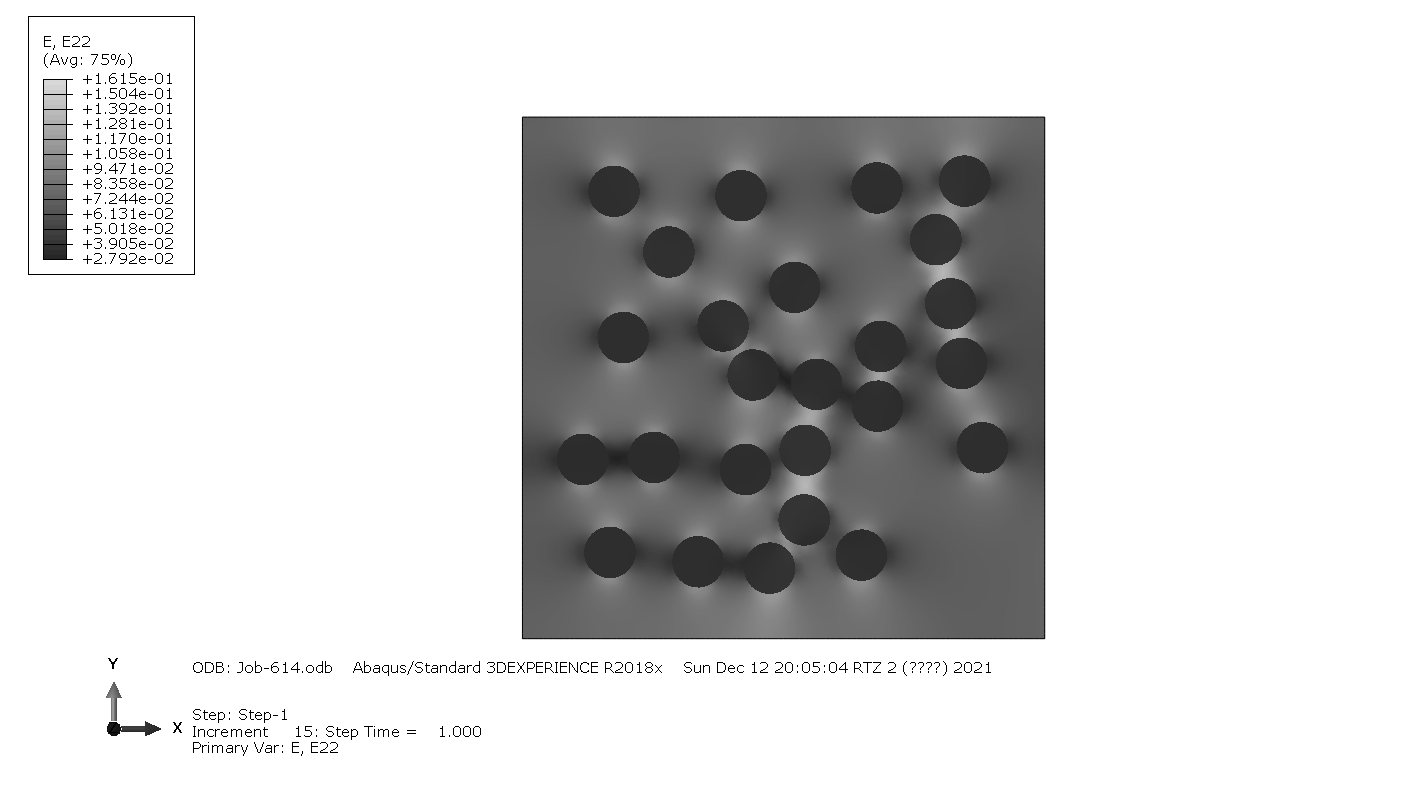 E, E22
(Avg: 75%)
+1.615e-01
+1.504e-01
+1.392e-01
+1.281e-01
+1.170e-01
+1.058e-01
+9.471e-02
+8.358e-02
+7.244e-02
+6.131e-02
+5.018e-02
+3.905e-02
+2.792e-02
Y
X
ODB: Job-614.odb    Abaqus/Standard 3DEXPERIENCE R2018x    Sun Dec 12 20:05:04 RTZ 2 (????) 2021
Step: Step-1
Increment     15: Step Time =    1.000
Primary Var: E, E22